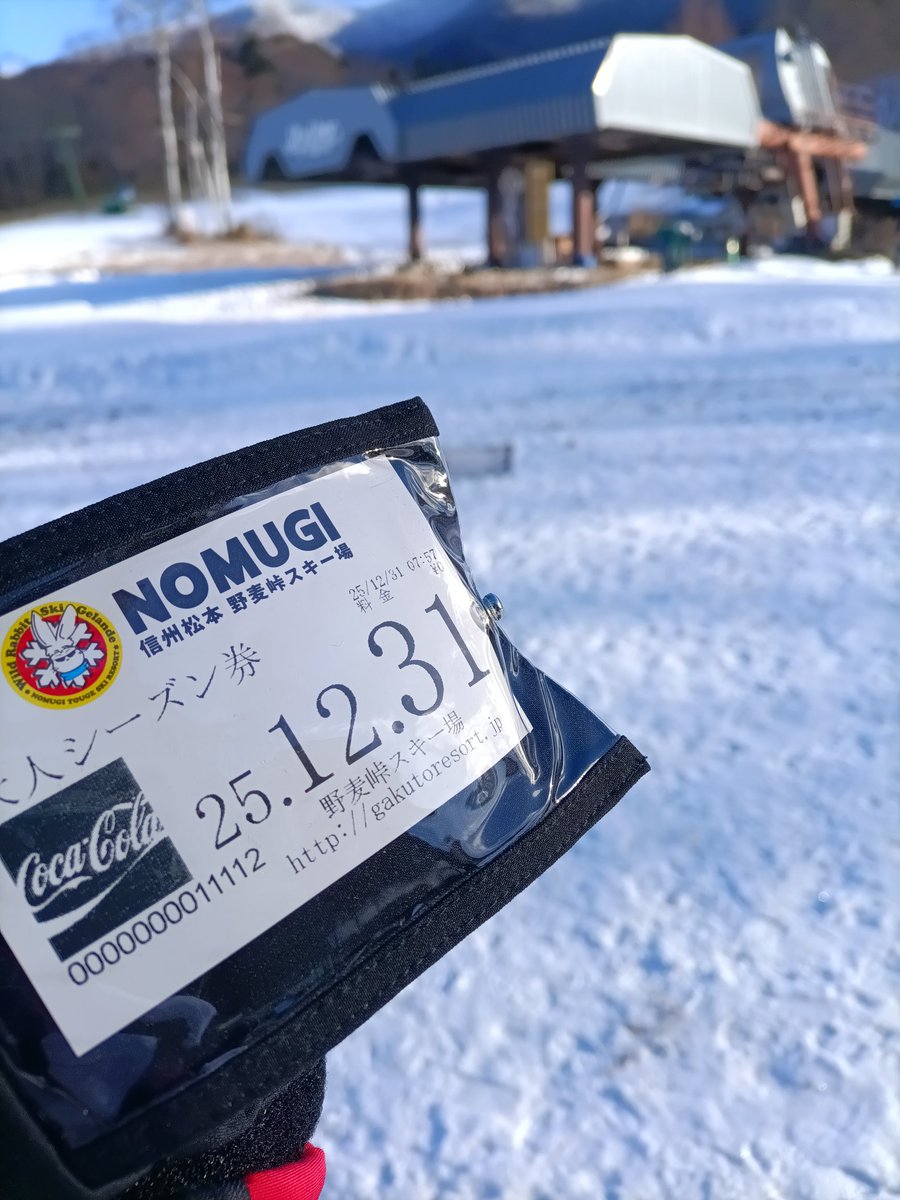 NOMUGI
信州松本 野麦峠スキー場
Wild Rabbit Ski Gelande
NOMUGI TOUGE SKI RESORT
25/12/31 07:57
料金 ¥0
大人シーズン券
25.12.31
Coca-Cola
野麦峠スキー場
http://gakutoresort.jp
0000000011112